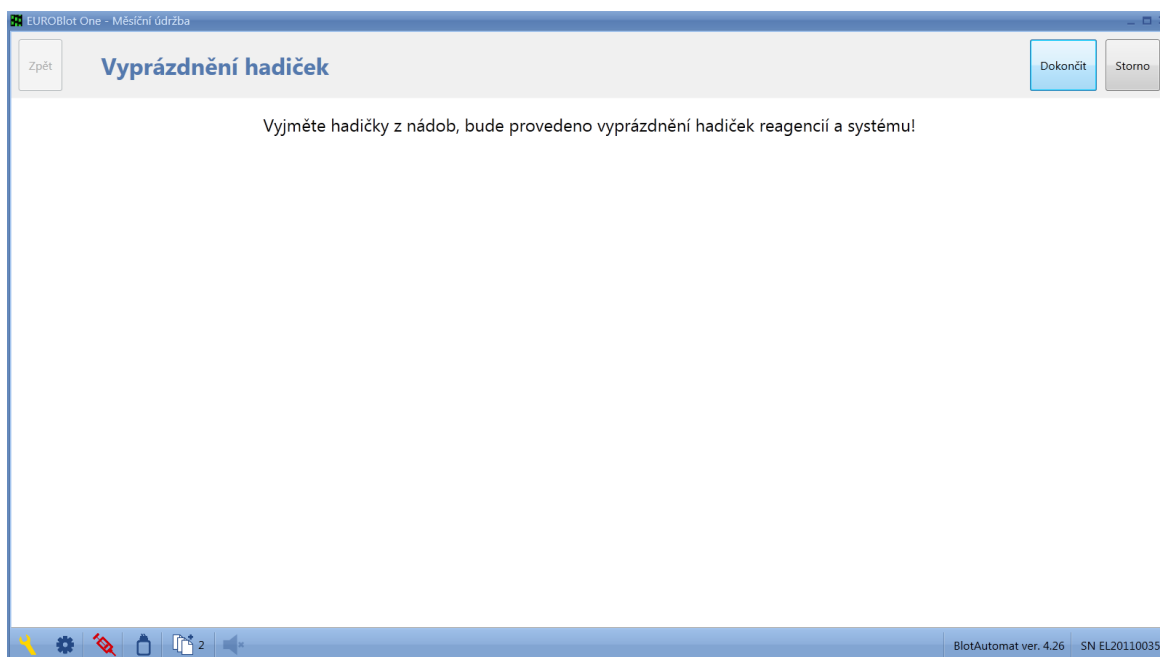 EUROBlot One - Měsíční údržba
Zpět
Vyprázdnění hadiček
Dokončit
Storno
Vyjměte hadičky z nádob, bude provedeno vyprázdnění hadiček reagencií a systému!
2
BlotAutomat ver. 4.26
SN EL20110035